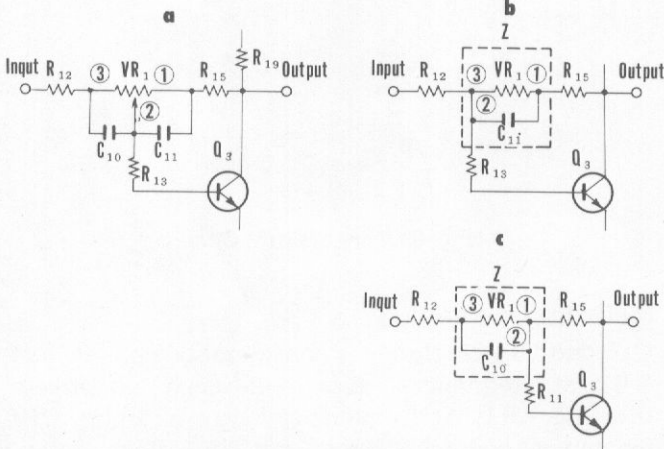 a
Inqut R12 ③ VR1 ① R15 R19 Output
②
C10 C11
R13
Q3
b
Z
Input R12 ③ VR1 ① R15 Output
②
C11
R13
Q3
c
Z
Inqut R12 ③ VR1 ① R15 Output
②
C10
R11
Q3